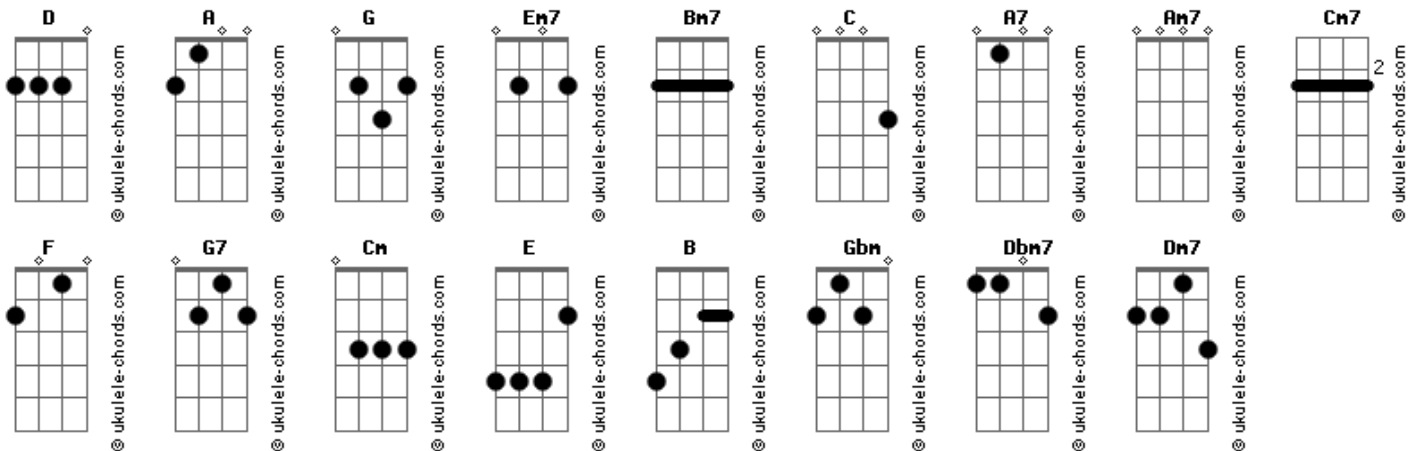 D A G Em7 Bm7 C A7 Am7 Cm7
2
© ukulele-chords.com © ukulele-chords.com © ukulele-chords.com © ukulele-chords.com © ukulele-chords.com © ukulele-chords.com © ukulele-chords.com © ukulele-chords.com © ukulele-chords.com
F G7 Cm E B Gbm Dbm7 Dm7
© ukulele-chords.com © ukulele-chords.com © ukulele-chords.com © ukulele-chords.com © ukulele-chords.com © ukulele-chords.com © ukulele-chords.com © ukulele-chords.com